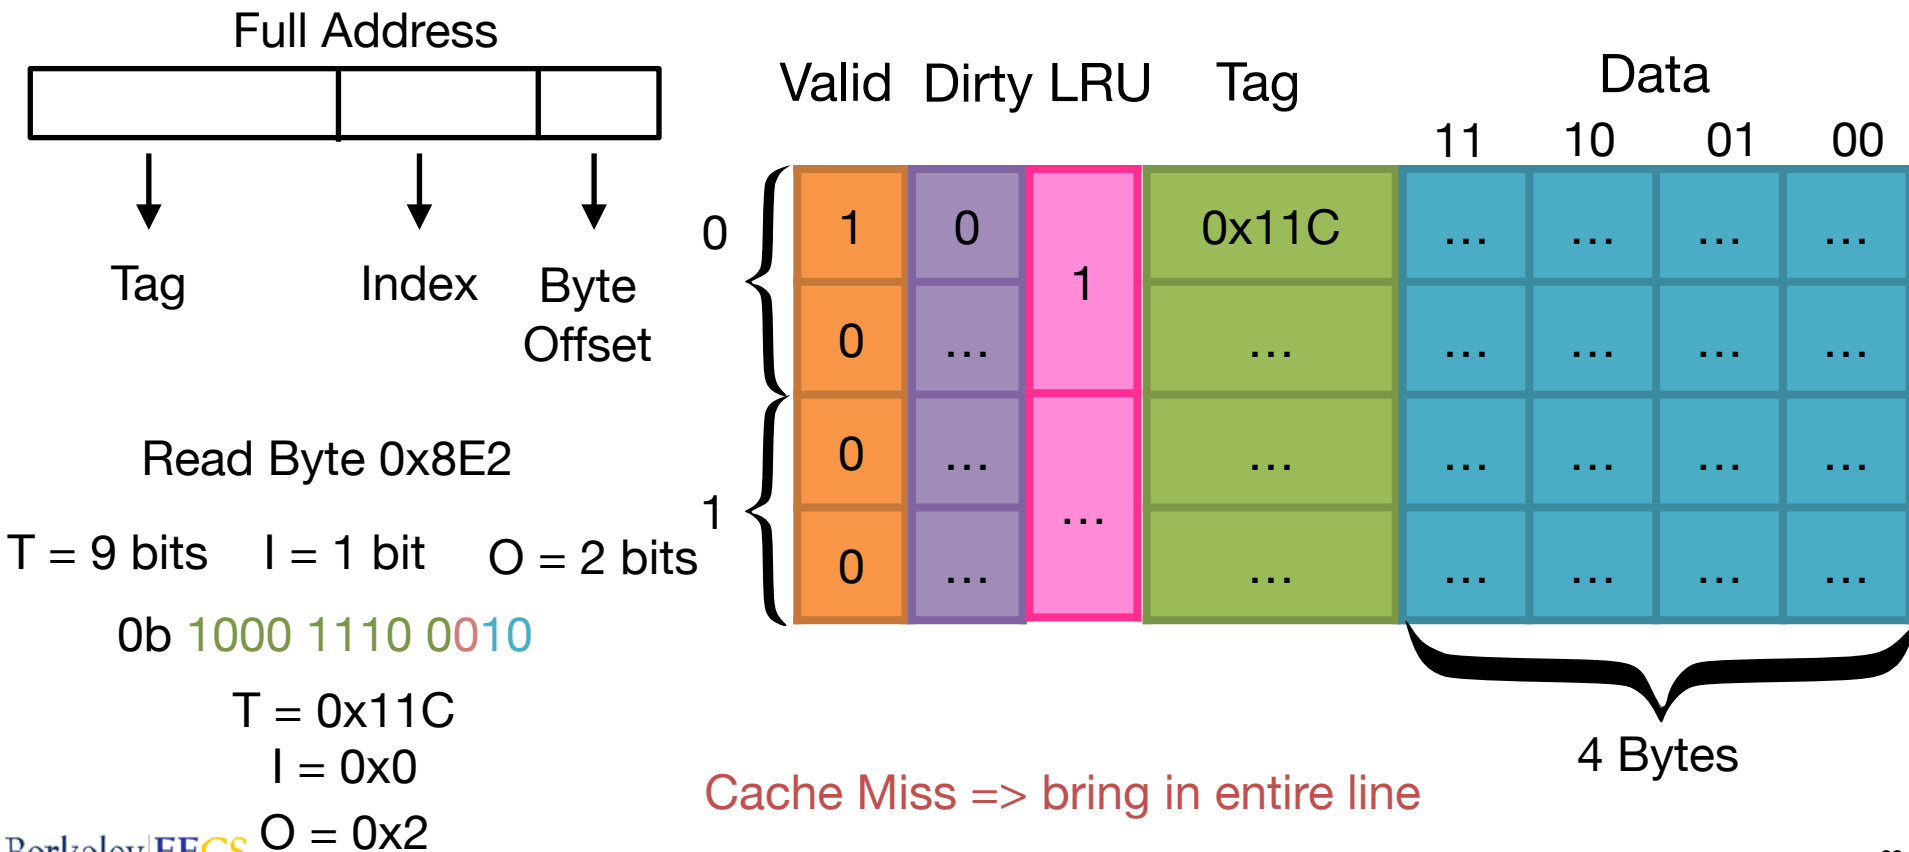 Full Address
Tag
Index
Byte
Offset
Read Byte 0x8E2
T = 9 bits I = 1 bit O = 2 bits
0b 1000 1110 0010
T = 0x11C
I = 0x0
O = 0x2
Berkeley EECS
Valid Dirty LRU Tag Data
11 10 01 00
0 1 0 1 0x11C ... ... ... ...
0 ... ... ... ... ... ...
1 0 ... ... ... ... ... ... ...
0 ... ... ... ... ... ...
4 Bytes
Cache Miss => bring in entire line